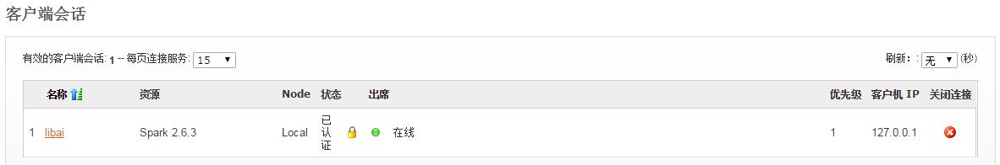 客户端会话
有效的客户端会话: 1 -- 每页连接服务: 15 刷新: : 无 (秒)
名称 资源 Node 状态 出席 优先级 客户机 IP 关闭连接
1 libai Spark 2.6.3 Local 已认证 在线 1 127.0.0.1